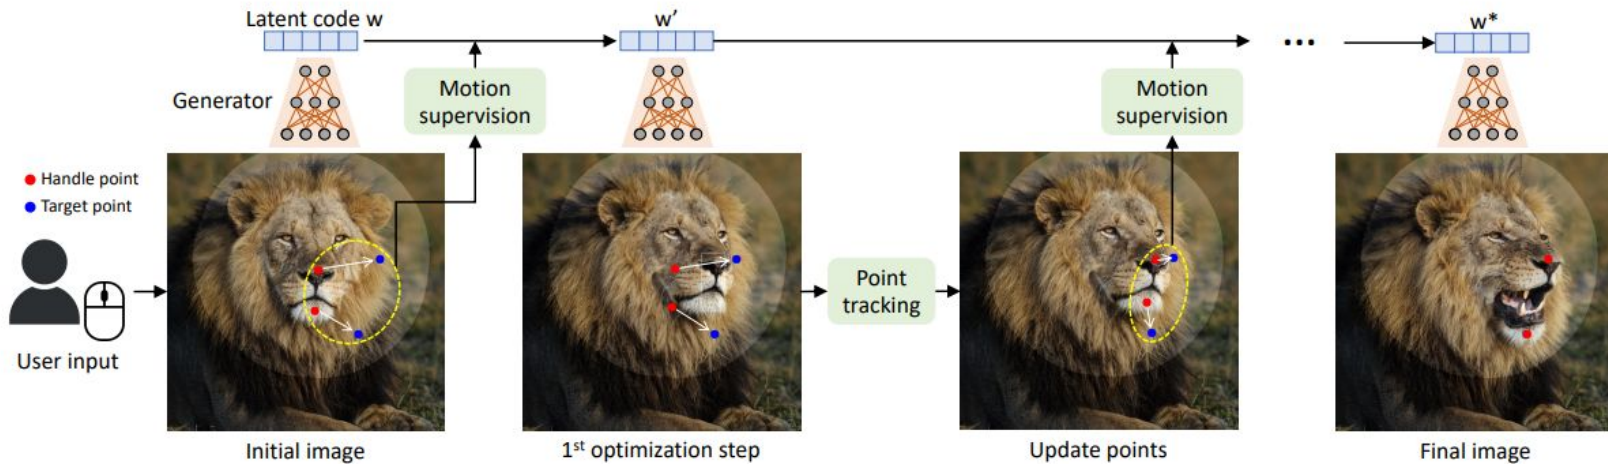 Latent code w
w’
w*
Generator
Motion
supervision
Motion
supervision
Handle point
Target point
Point
tracking
User input
Initial image
1st optimization step
Update points
Final image